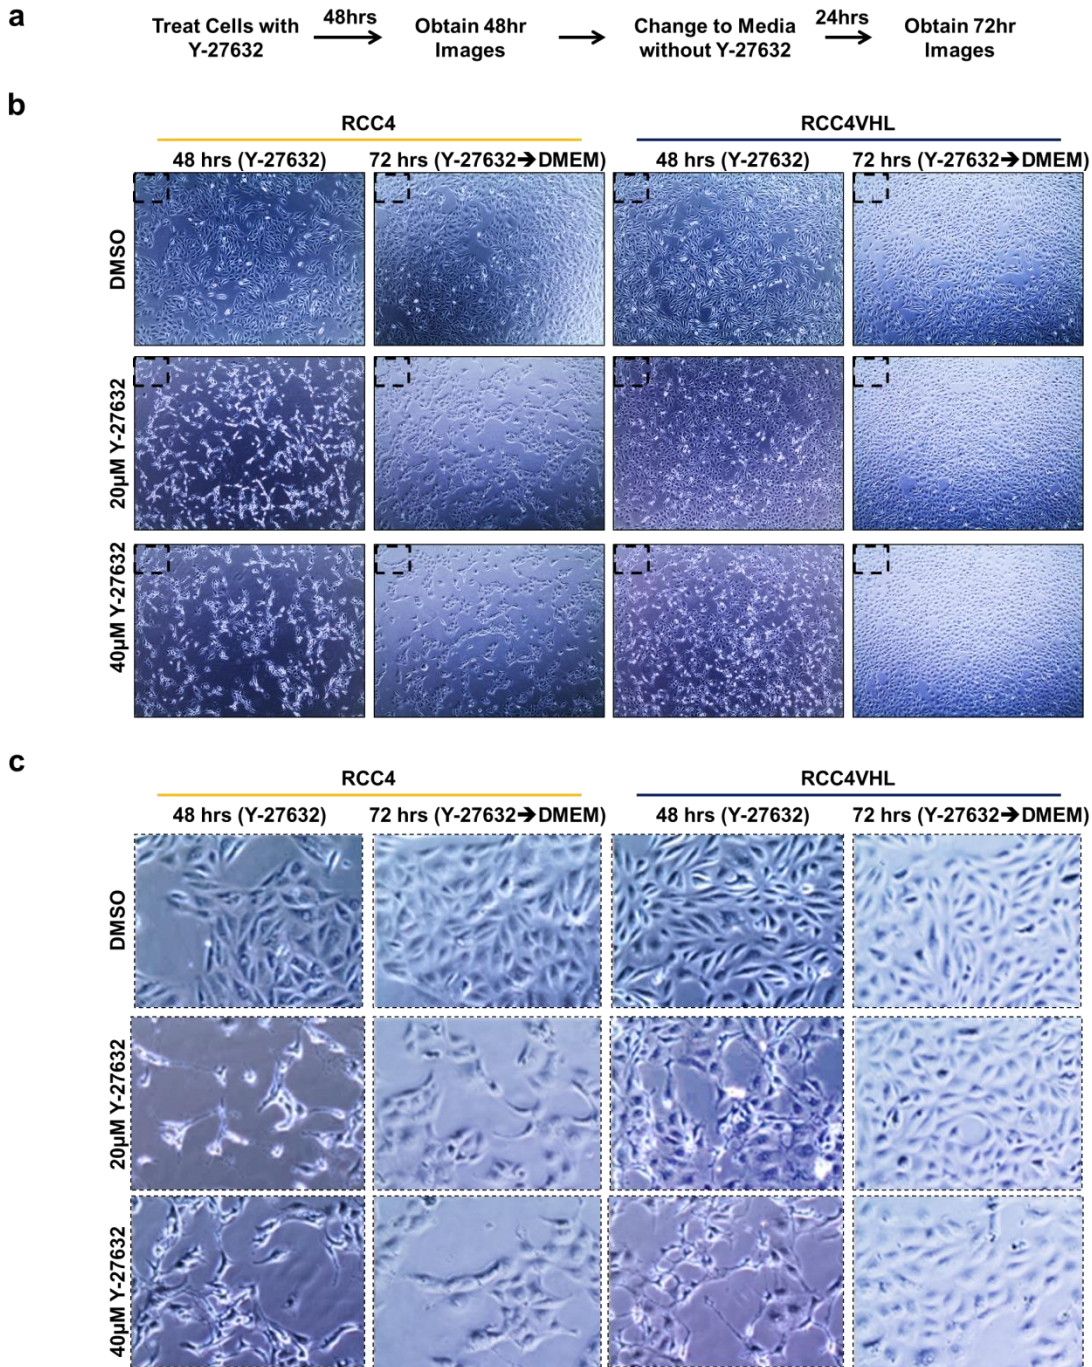 a
Treat Cells with
Y-27632
48hrs
Obtain 48hr
Images
Change to Media
without Y-27632
24hrs
Obtain 72hr
Images
b
RCC4
RCC4VHL
48 hrs (Y-27632)
72 hrs (Y-27632➔DMEM)
48 hrs (Y-27632)
72 hrs (Y-27632➔DMEM)
DMSO
20µM Y-27632
40µM Y-27632
c
RCC4
RCC4VHL
48 hrs (Y-27632)
72 hrs (Y-27632➔DMEM)
48 hrs (Y-27632)
72 hrs (Y-27632➔DMEM)
DMSO
20µM Y-27632
40µM Y-27632